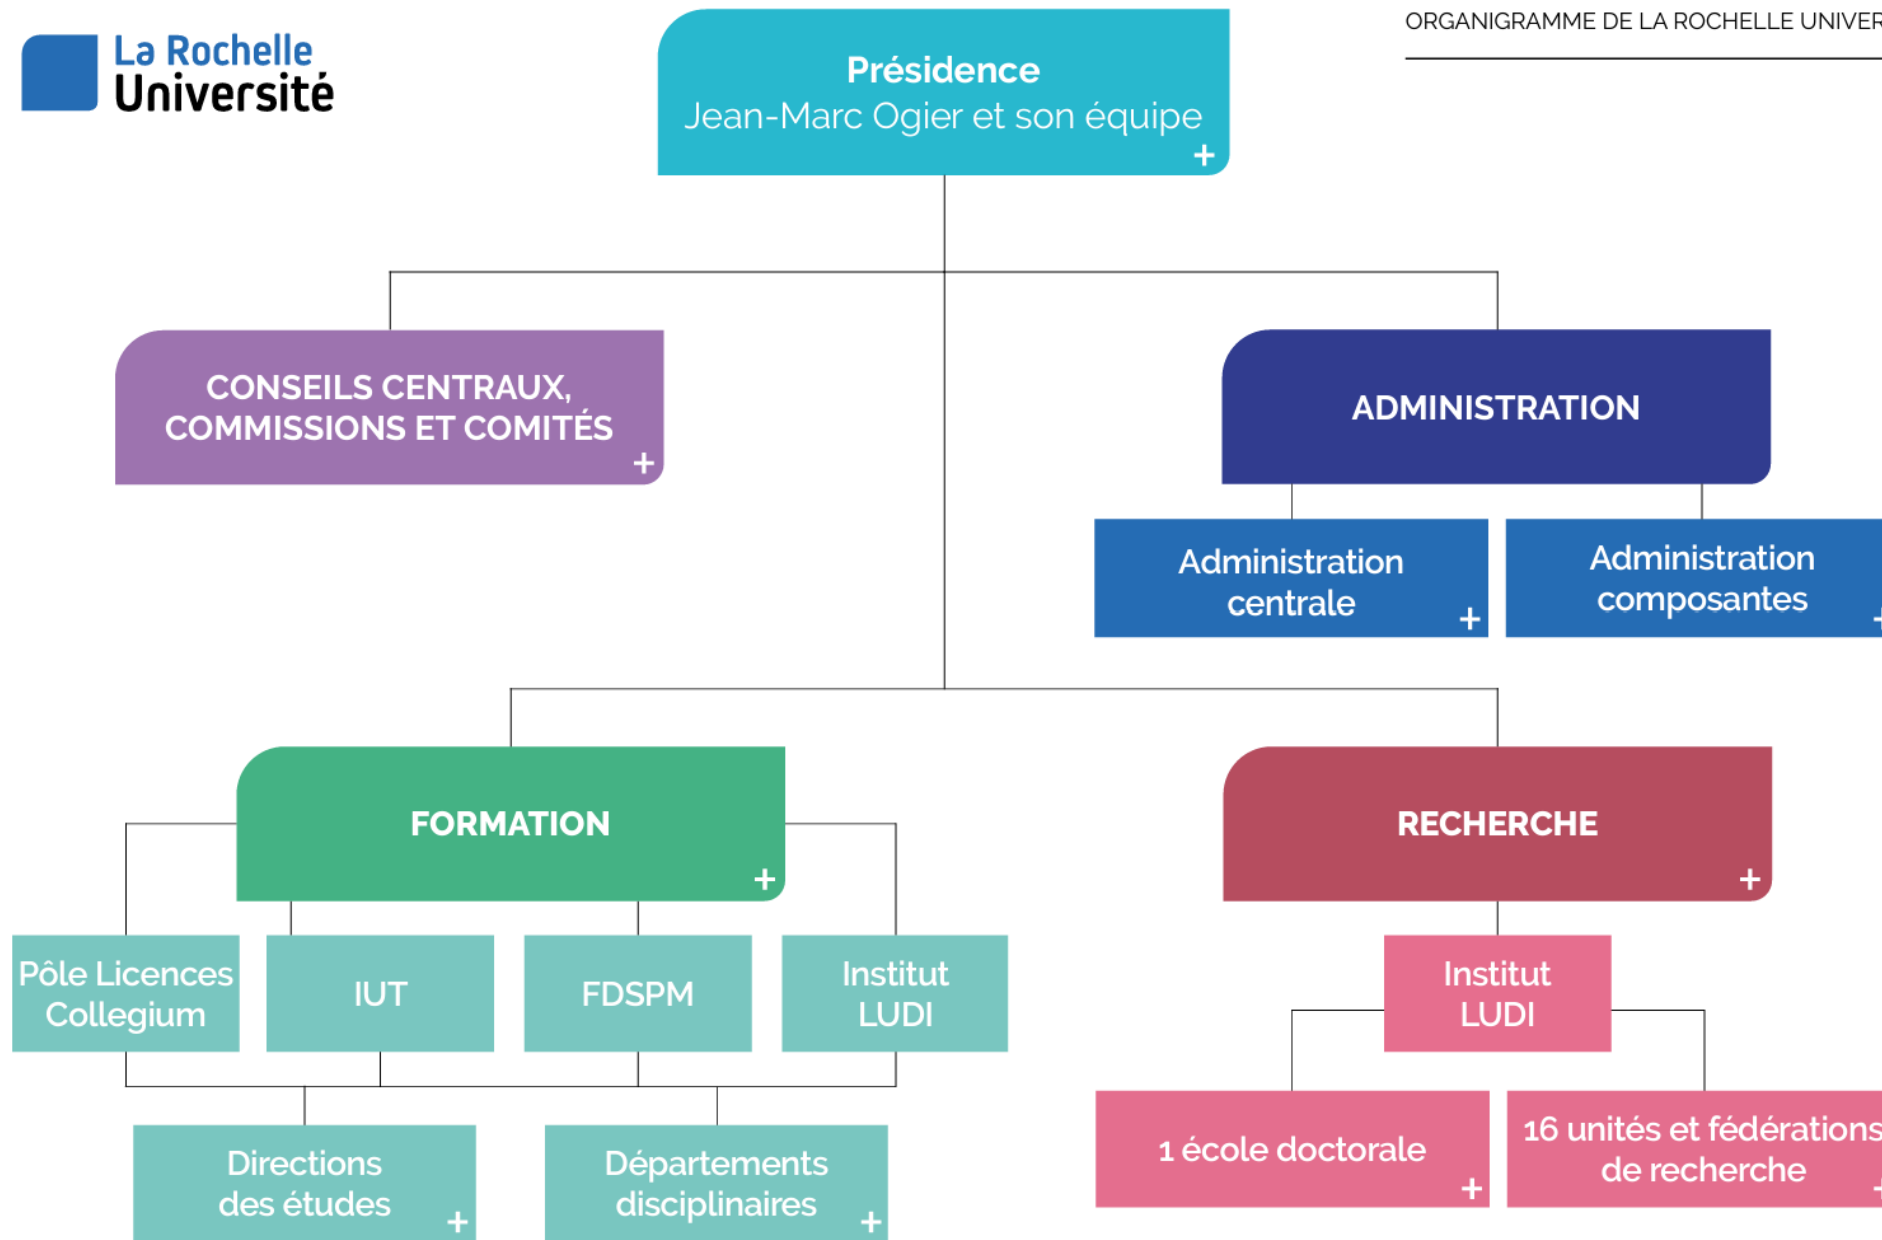 La Rochelle
Université
ORGANIGRAMME DE LA ROCHELLE
Présidence
Jean-Marc Ogier et son équipe
+
CONSEILS CENTRAUX,
COMMISSIONS ET COMITÉS
+
ADMINISTRATION
Administration
centrale
+
Administration
composantes
+
FORMATION
+
RECHERCHE
+
Pôle Licences
Collegium
IUT
FDSPM
Institut
LUDI
Institut
LUDI
Directions
des études
+
Départements
disciplinaires
+
1 école doctorale
+
16 unités et fédérations
de recherche
+